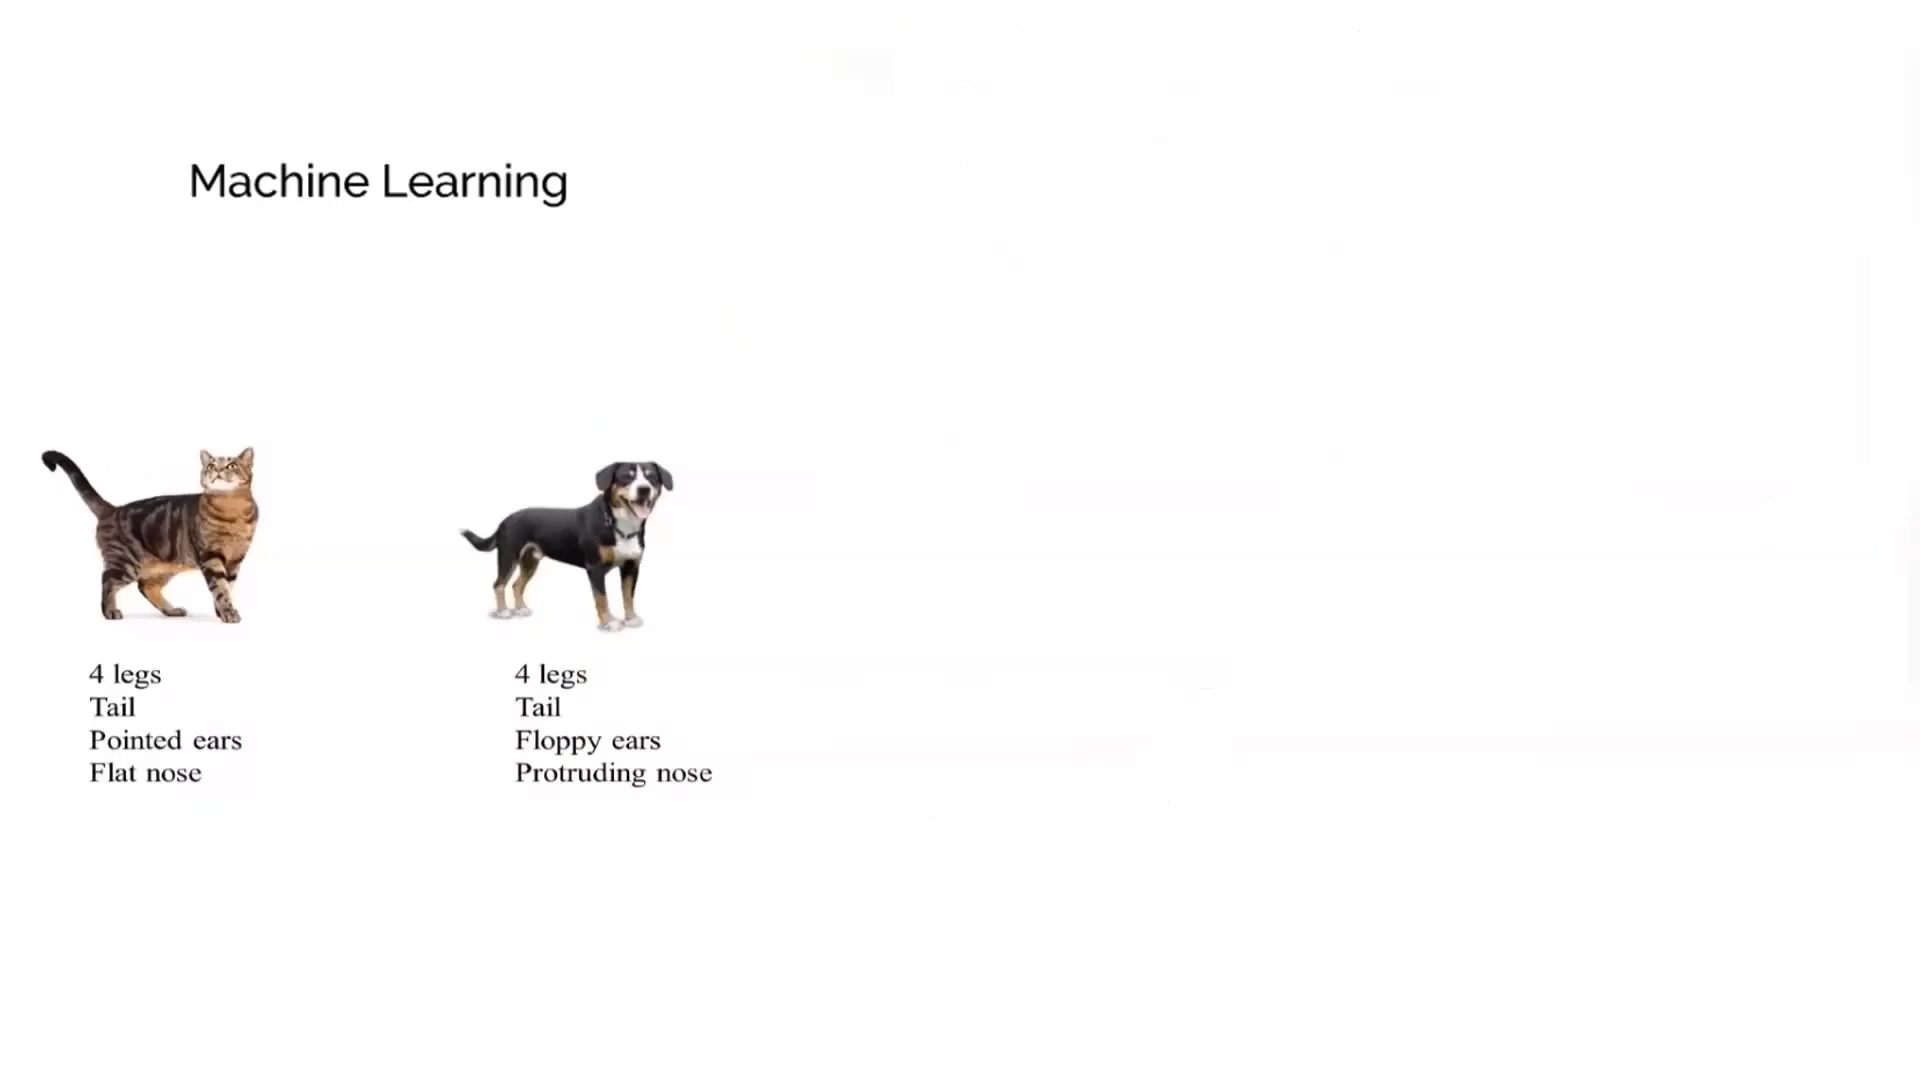 Machine Learning
4 legs
Tail
Pointed ears
Flat nose
4 legs
Tail
Floppy ears
Protruding nose